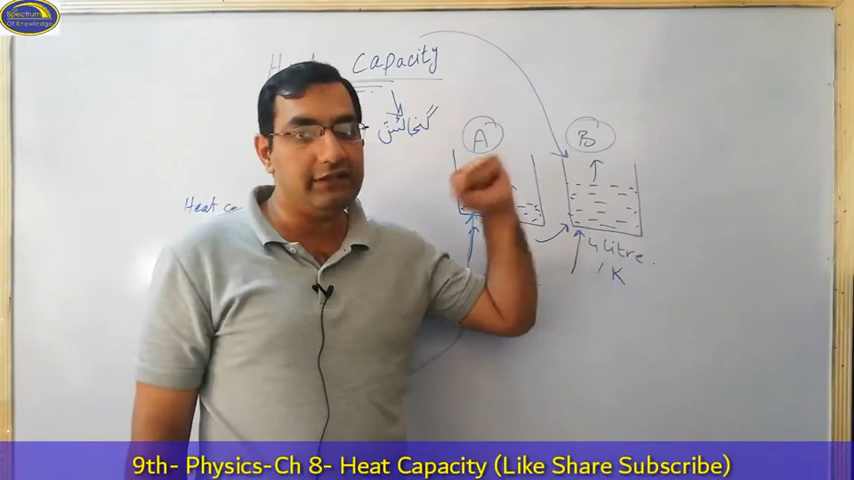 Spectrum
Of Knowledge
Heat Capacity
گنجائش
A
B
Heat ca
4 Litre
1 K
9th- Physics-Ch 8- Heat Capacity (Like Share Subscribe)